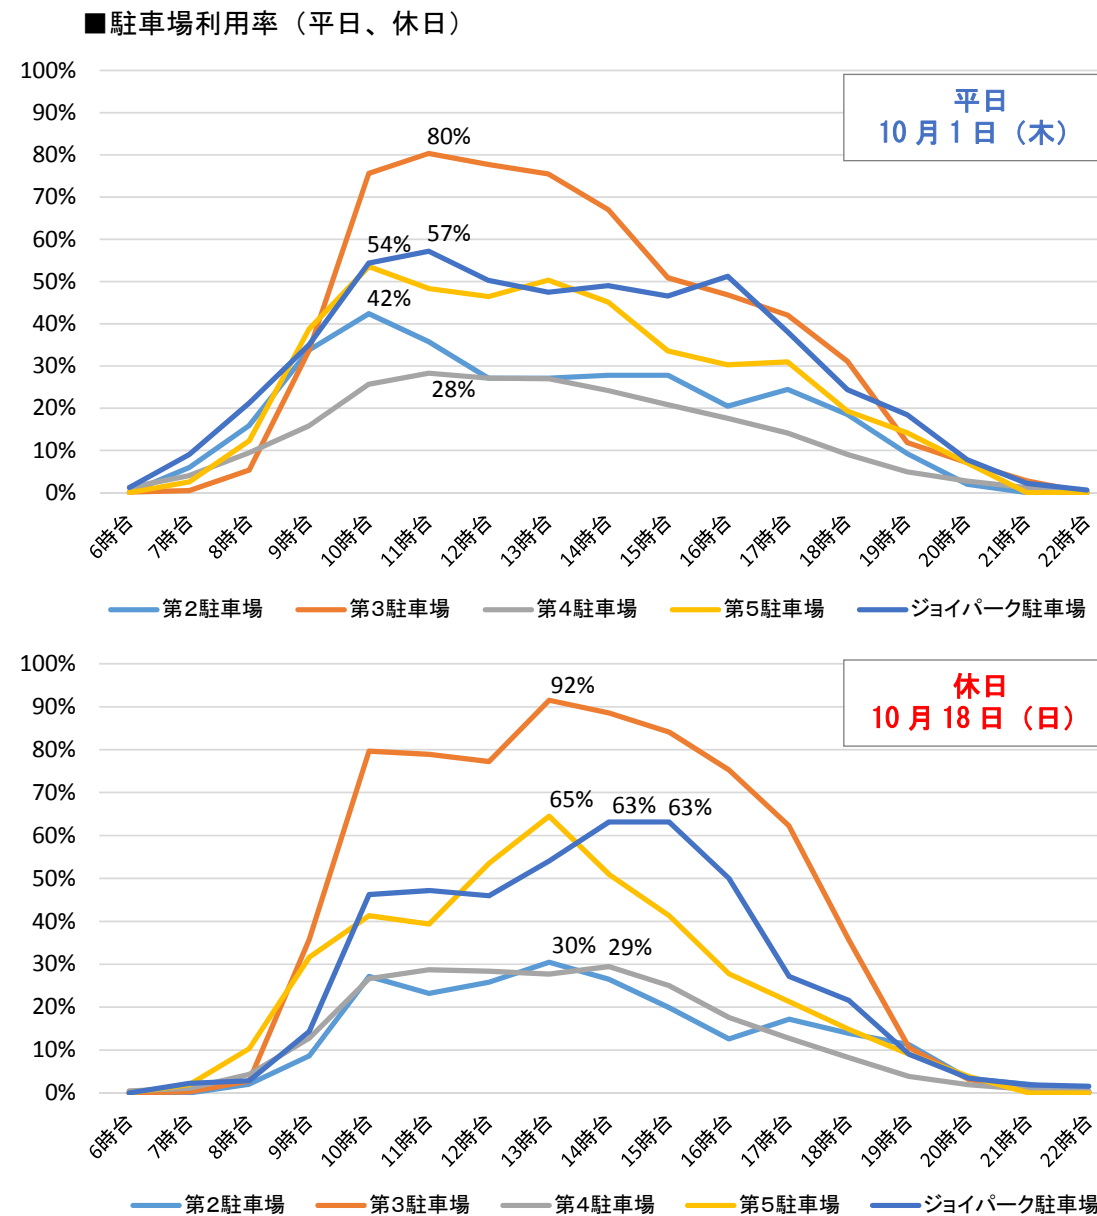 ■駐車場利用率（平日、休日）
100%
90%
80%
70%
60%
50%
40%
30%
20%
10%
0%
平日
10月1日（木）
80%
54%
57%
42%
28%
6時台
7時台
8時台
9時台
10時台
11時台
12時台
13時台
14時台
15時台
16時台
17時台
18時台
19時台
20時台
21時台
22時台
第2駐車場 第3駐車場 第4駐車場 第5駐車場 ジョイパーク駐車場
100%
90%
80%
70%
60%
50%
40%
30%
20%
10%
0%
休日
10月18日（日）
92%
65%
63%
63%
30%
29%
6時台
7時台
8時台
9時台
10時台
11時台
12時台
13時台
14時台
15時台
16時台
17時台
18時台
19時台
20時台
21時台
22時台
第2駐車場 第3駐車場 第4駐車場 第5駐車場 ジョイパーク駐車場